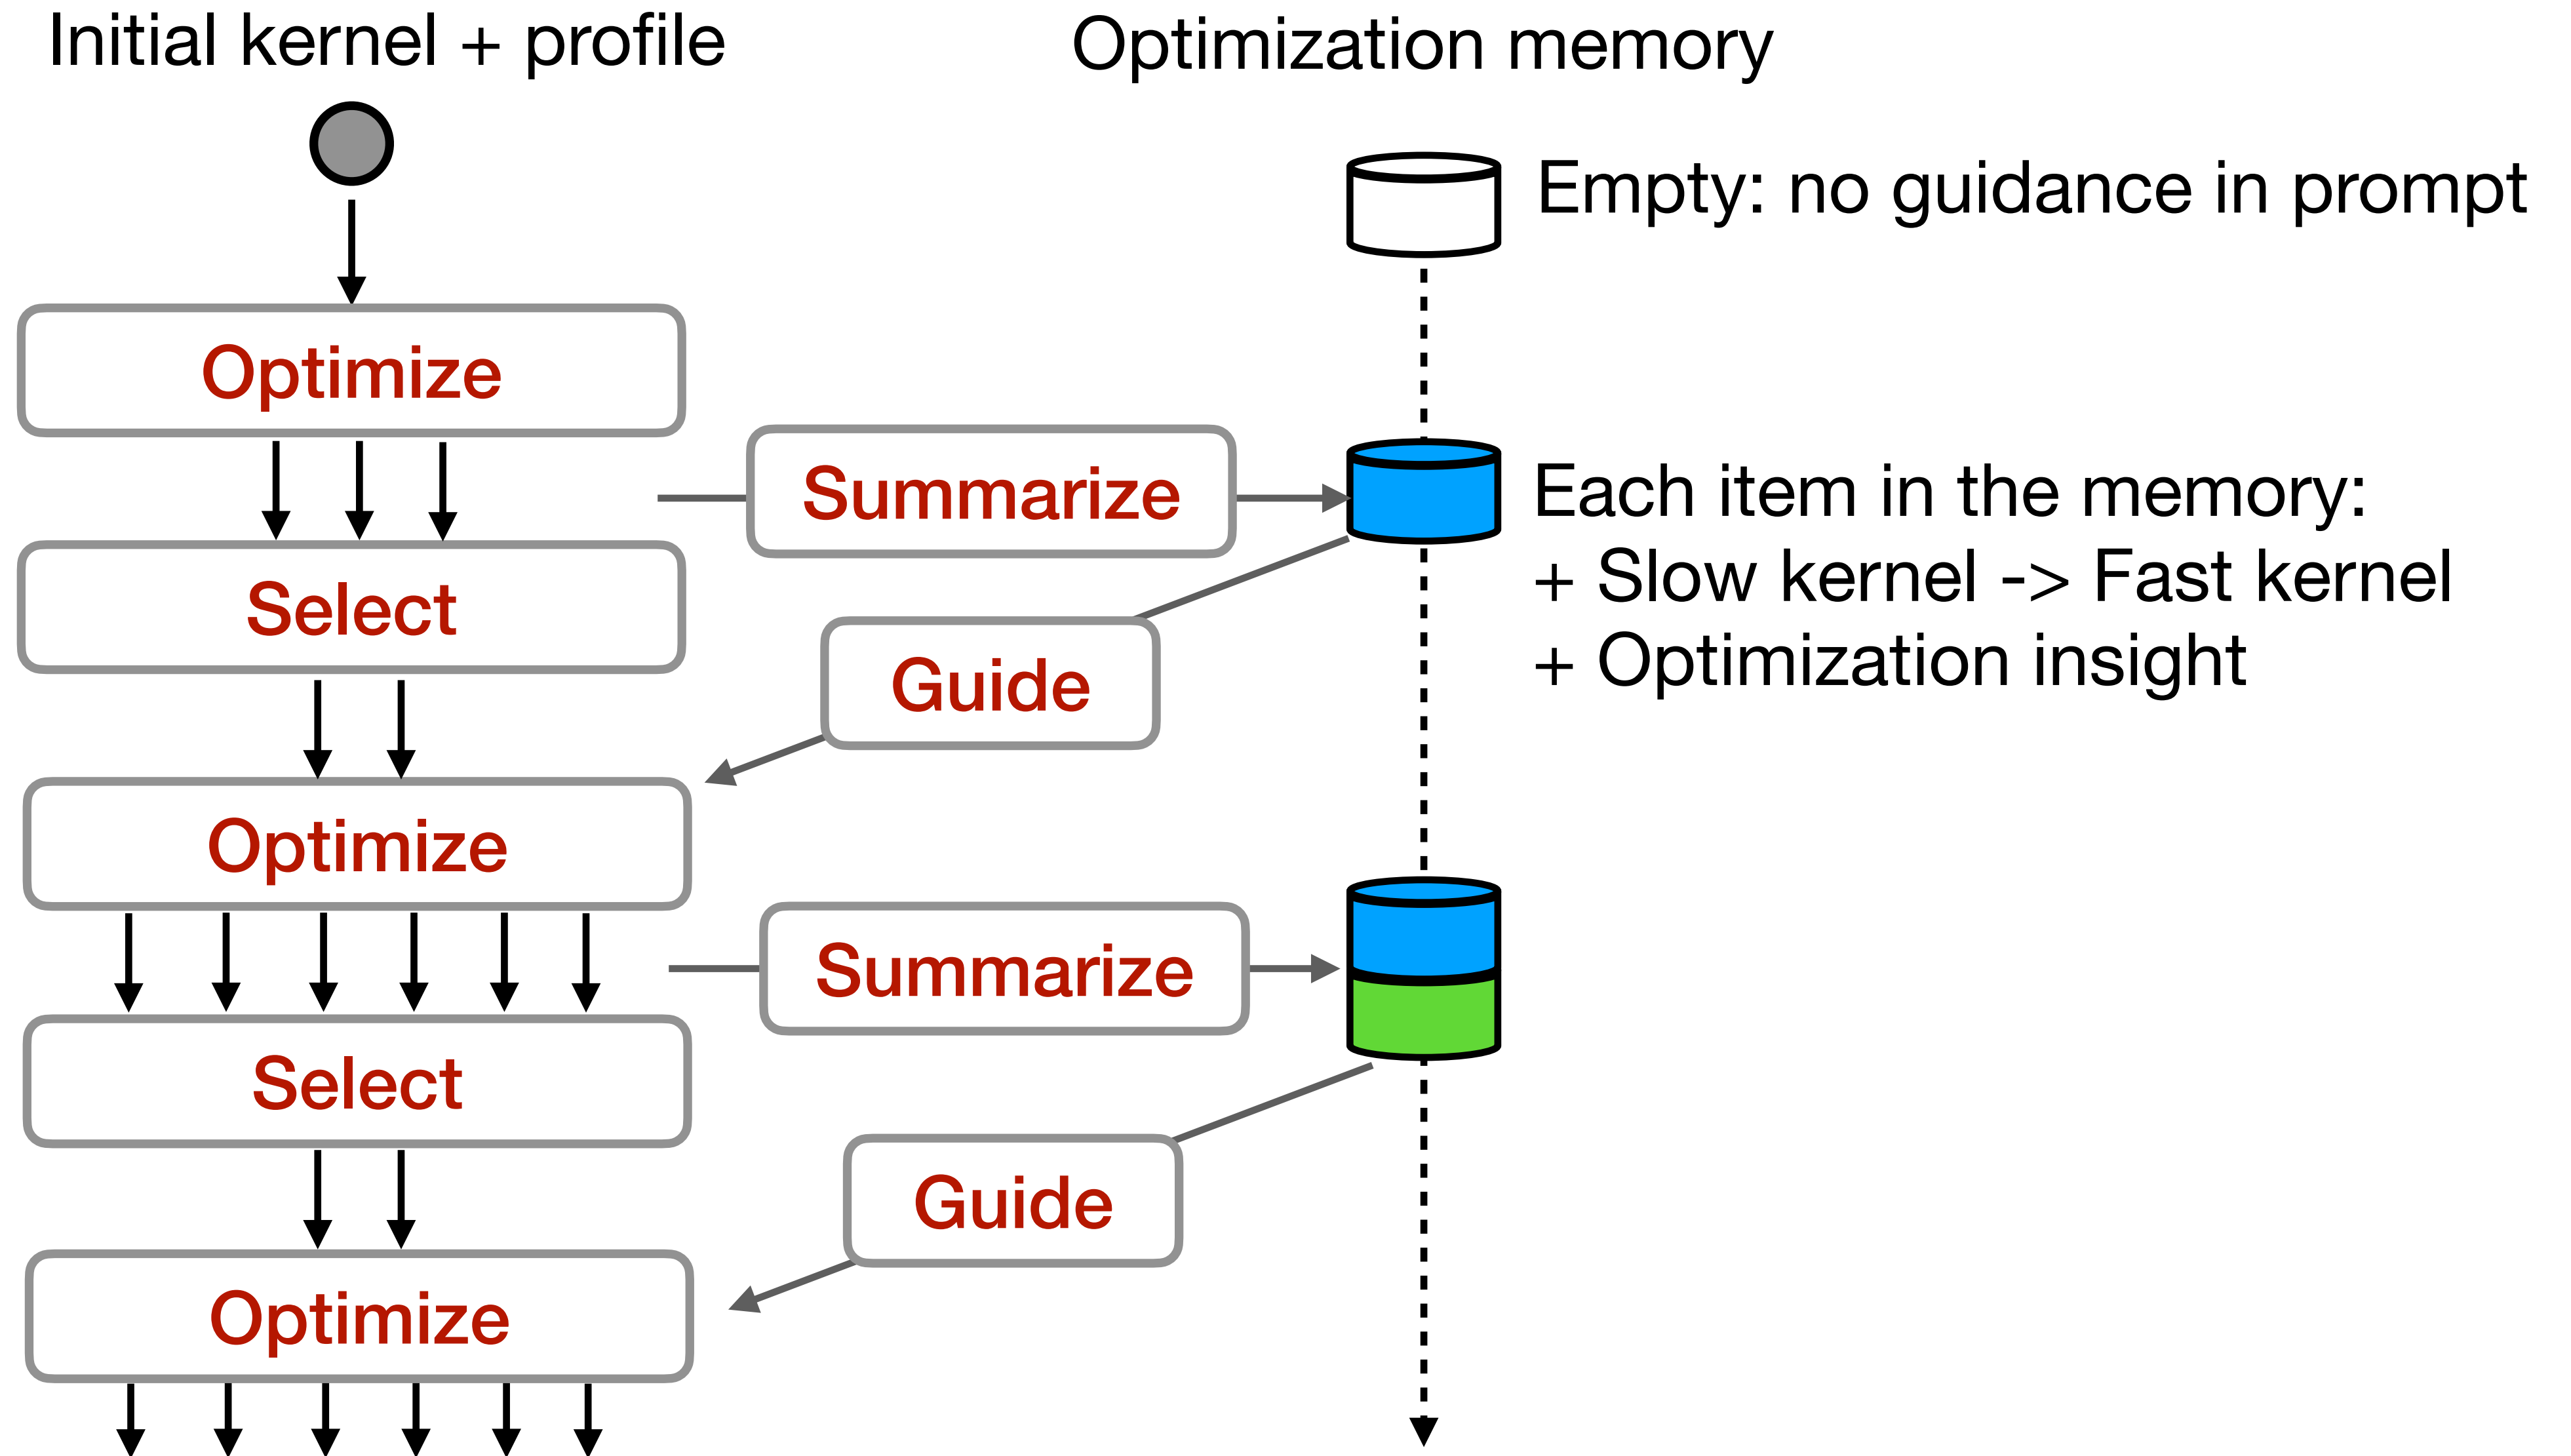 Initial kernel + profile
Optimization memory
Empty: no guidance in prompt
Optimize
Summarize
Each item in the memory:
+ Slow kernel -> Fast kernel
+ Optimization insight
Select
Guide
Optimize
Summarize
Select
Guide
Optimize